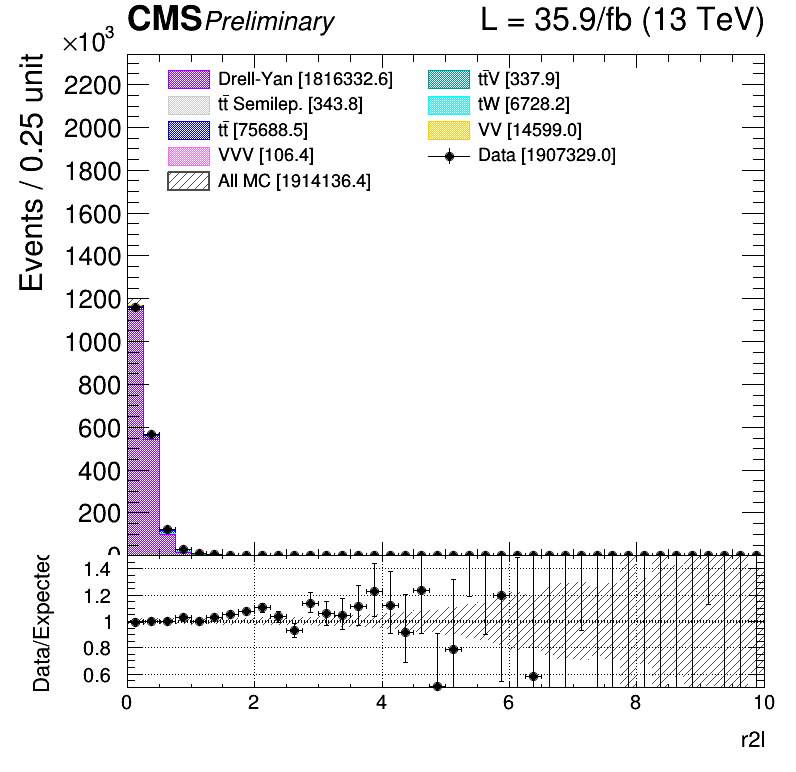 CMS Preliminary L = 35.9/fb (13 TeV)
×10³
Events / 0.25 unit
2200
2000
1800
1600
1400
1200
1000
800
600
400
200
0
Drell-Yan [1816332.6]
tt̄ Semilep. [343.8]
tt̄ [75688.5]
VVV [106.4]
All MC [1914136.4]
tt̄V [337.9]
tW [6728.2]
VV [14599.0]
Data [1907329.0]
Data/Expected
1.4
1.2
1
0.8
0.6
0 2 4 6 8 10
r2l